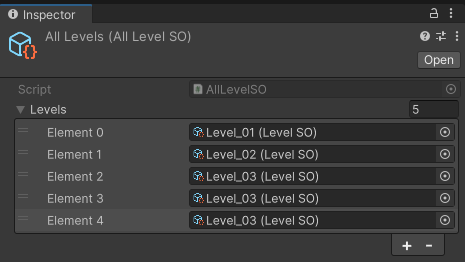 Inspector
All Levels (All Level SO)
Open
Script AllLevelSO
Levels 5
Element 0 Level_01 (Level SO)
Element 1 Level_02 (Level SO)
Element 2 Level_03 (Level SO)
Element 3 Level_03 (Level SO)
Element 4 Level_03 (Level SO)
+ -